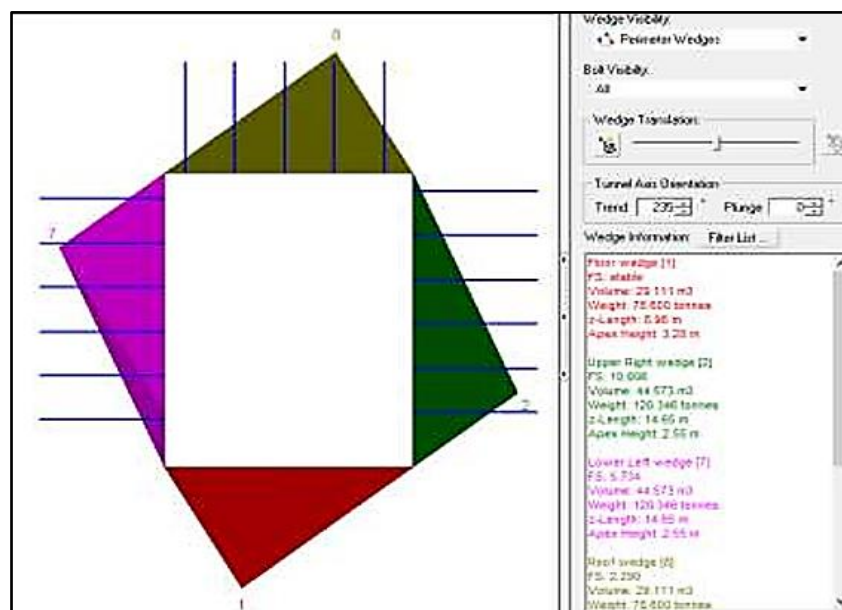 8
7
2
1
Wedge Visibility:
Perimeter Wedges
Bolt Visibility:
All
Wedge Translation:
Tunnel Axis Orientation
Trend 235 ° Plunge 0 °
Wedge Information: Filter List ...
Floor wedge [1]
FS: stable
Volume: 29.111 m3
Weight: 78.600 tonnes
z-Length: 8.96 m
Apex Height: 3.28 m
Upper Right wedge [2]
FS:
Volume: 44.573 m3
Weight: 120.346 tonnes
z-Length: 14.65 m
Apex Height: 2.55 m
Lower Left wedge [7]
FS: 5.734
Volume: 44.573 m3
Weight: 120.346 tonnes
z-Length: 14.65 m
Apex Height: 2.55 m
Roof wedge [8]
FS: 2.290
Volume: 29.111 m3
Weight: 78.600 tonnes